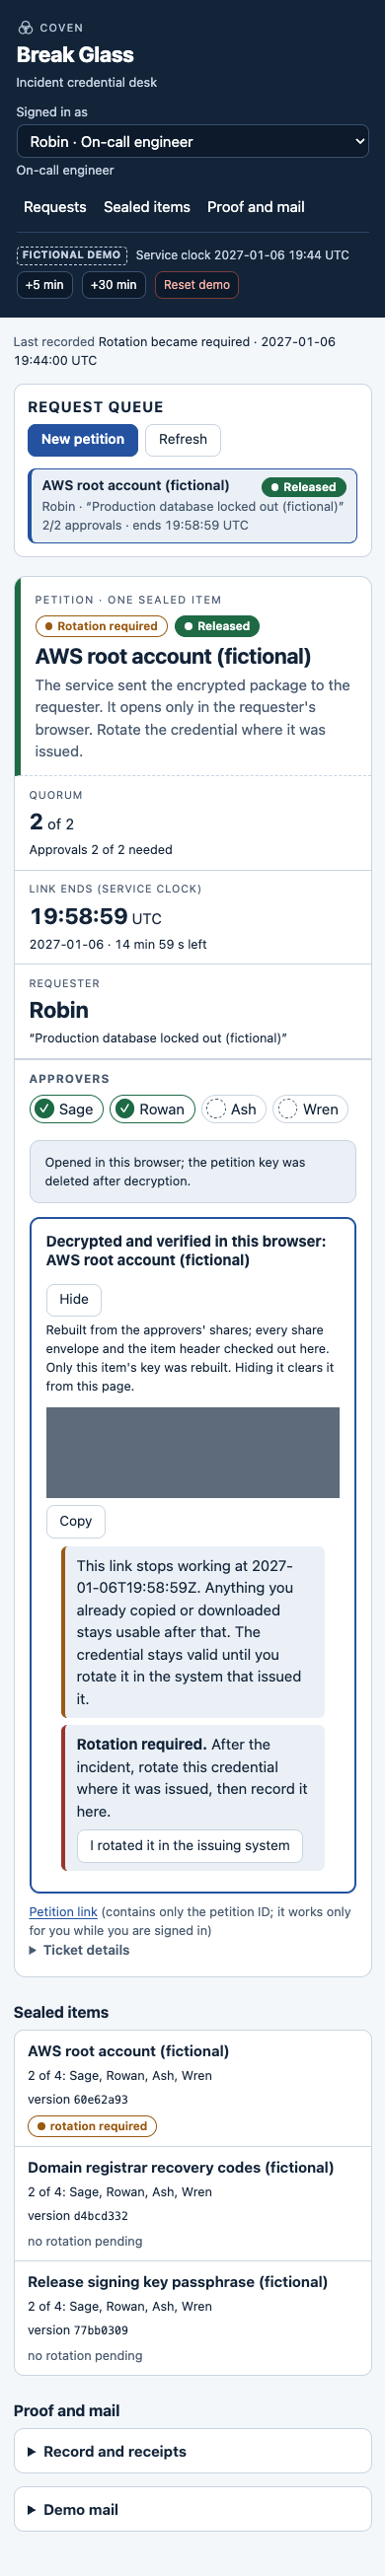 COVEN
Break Glass
Incident credential desk
Signed in as
Robin · On-call engineer
On-call engineer
Requests Sealed items Proof and mail
FICTIONAL DEMO Service clock 2027-01-06 19:44 UTC
+5 min +30 min Reset demo
Last recorded Rotation became required · 2027-01-06
19:44:00 UTC
REQUEST QUEUE
New petition Refresh
AWS root account (fictional) Released
Robin · “Production database locked out (fictional)”
2/2 approvals · ends 19:58:59 UTC
PETITION · ONE SEALED ITEM
Rotation required Released
AWS root account (fictional)
The service sent the encrypted package to the
requester. It opens only in the requester's
browser. Rotate the credential where it was
issued.
QUORUM
2 of 2
Approvals 2 of 2 needed
LINK ENDS (SERVICE CLOCK)
19:58:59 UTC
2027-01-06 · 14 min 59 s left
REQUESTER
Robin
“Production database locked out (fictional)”
APPROVERS
Sage Rowan Ash Wren
Opened in this browser; the petition key was
deleted after decryption.
Decrypted and verified in this browser:
AWS root account (fictional)
Hide
Rebuilt from the approvers' shares; every share
envelope and the item header checked out here.
Only this item's key was rebuilt. Hiding it clears it
from this page.
Copy
This link stops working at 2027-
01-06T19:58:59Z. Anything you
already copied or downloaded
stays usable after that. The
credential stays valid until you
rotate it in the system that issued
it.
Rotation required. After the
incident, rotate this credential
where it was issued, then record it
here.
I rotated it in the issuing system
Petition link (contains only the petition ID; it works only
for you while you are signed in)
Ticket details
Sealed items
AWS root account (fictional)
2 of 4: Sage, Rowan, Ash, Wren
version 60e62a93
rotation required
Domain registrar recovery codes (fictional)
2 of 4: Sage, Rowan, Ash, Wren
version d4bcd332
no rotation pending
Release signing key passphrase (fictional)
2 of 4: Sage, Rowan, Ash, Wren
version 77bb0309
no rotation pending
Proof and mail
Record and receipts
Demo mail